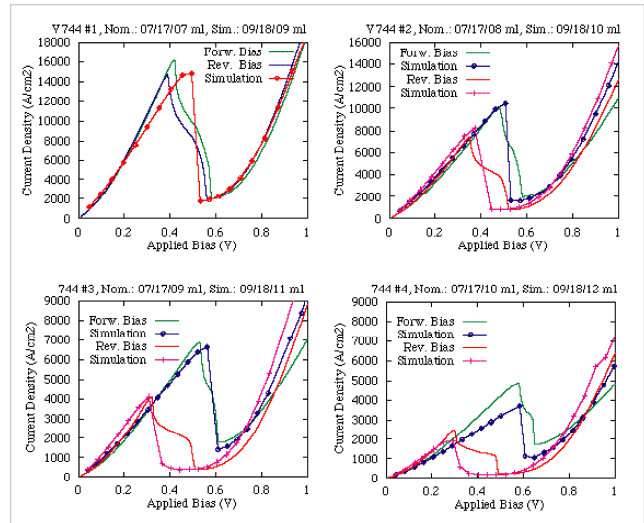 V 744 #1, Nom.: 07/17/07 ml, Sim.: 09/18/09 ml
Forw. Bias
Rev. Bias
Simulation
Current Density (A/cm2)
18000
16000
14000
12000
10000
8000
6000
4000
2000
0
0 0.2 0.4 0.6 0.8 1
Applied Bias (V)
V 744 #2, Nom.: 07/17/08 ml, Sim.: 09/18/10 ml
Forw. Bias
Simulation
Rev. Bias
Simulation
Current Density (A/cm2)
16000
14000
12000
10000
8000
6000
4000
2000
0
0 0.2 0.4 0.6 0.8 1
Applied Bias (V)
744 #3, Nom.: 07/17/09 ml, Sim.: 09/18/11 ml
Forw. Bias
Simulation
Rev. Bias
Simulation
Current Density (A/cm2)
9000
8000
7000
6000
5000
4000
3000
2000
1000
0
0 0.2 0.4 0.6 0.8 1
Applied Bias (V)
744 #4, Nom.: 07/17/10 ml, Sim.: 09/18/12 ml
Forw. Bias
Simulation
Rev. Bias
Simulation
Current Density (A/cm2)
9000
8000
7000
6000
5000
4000
3000
2000
1000
0
0 0.2 0.4 0.6 0.8 1
Applied Bias (V)